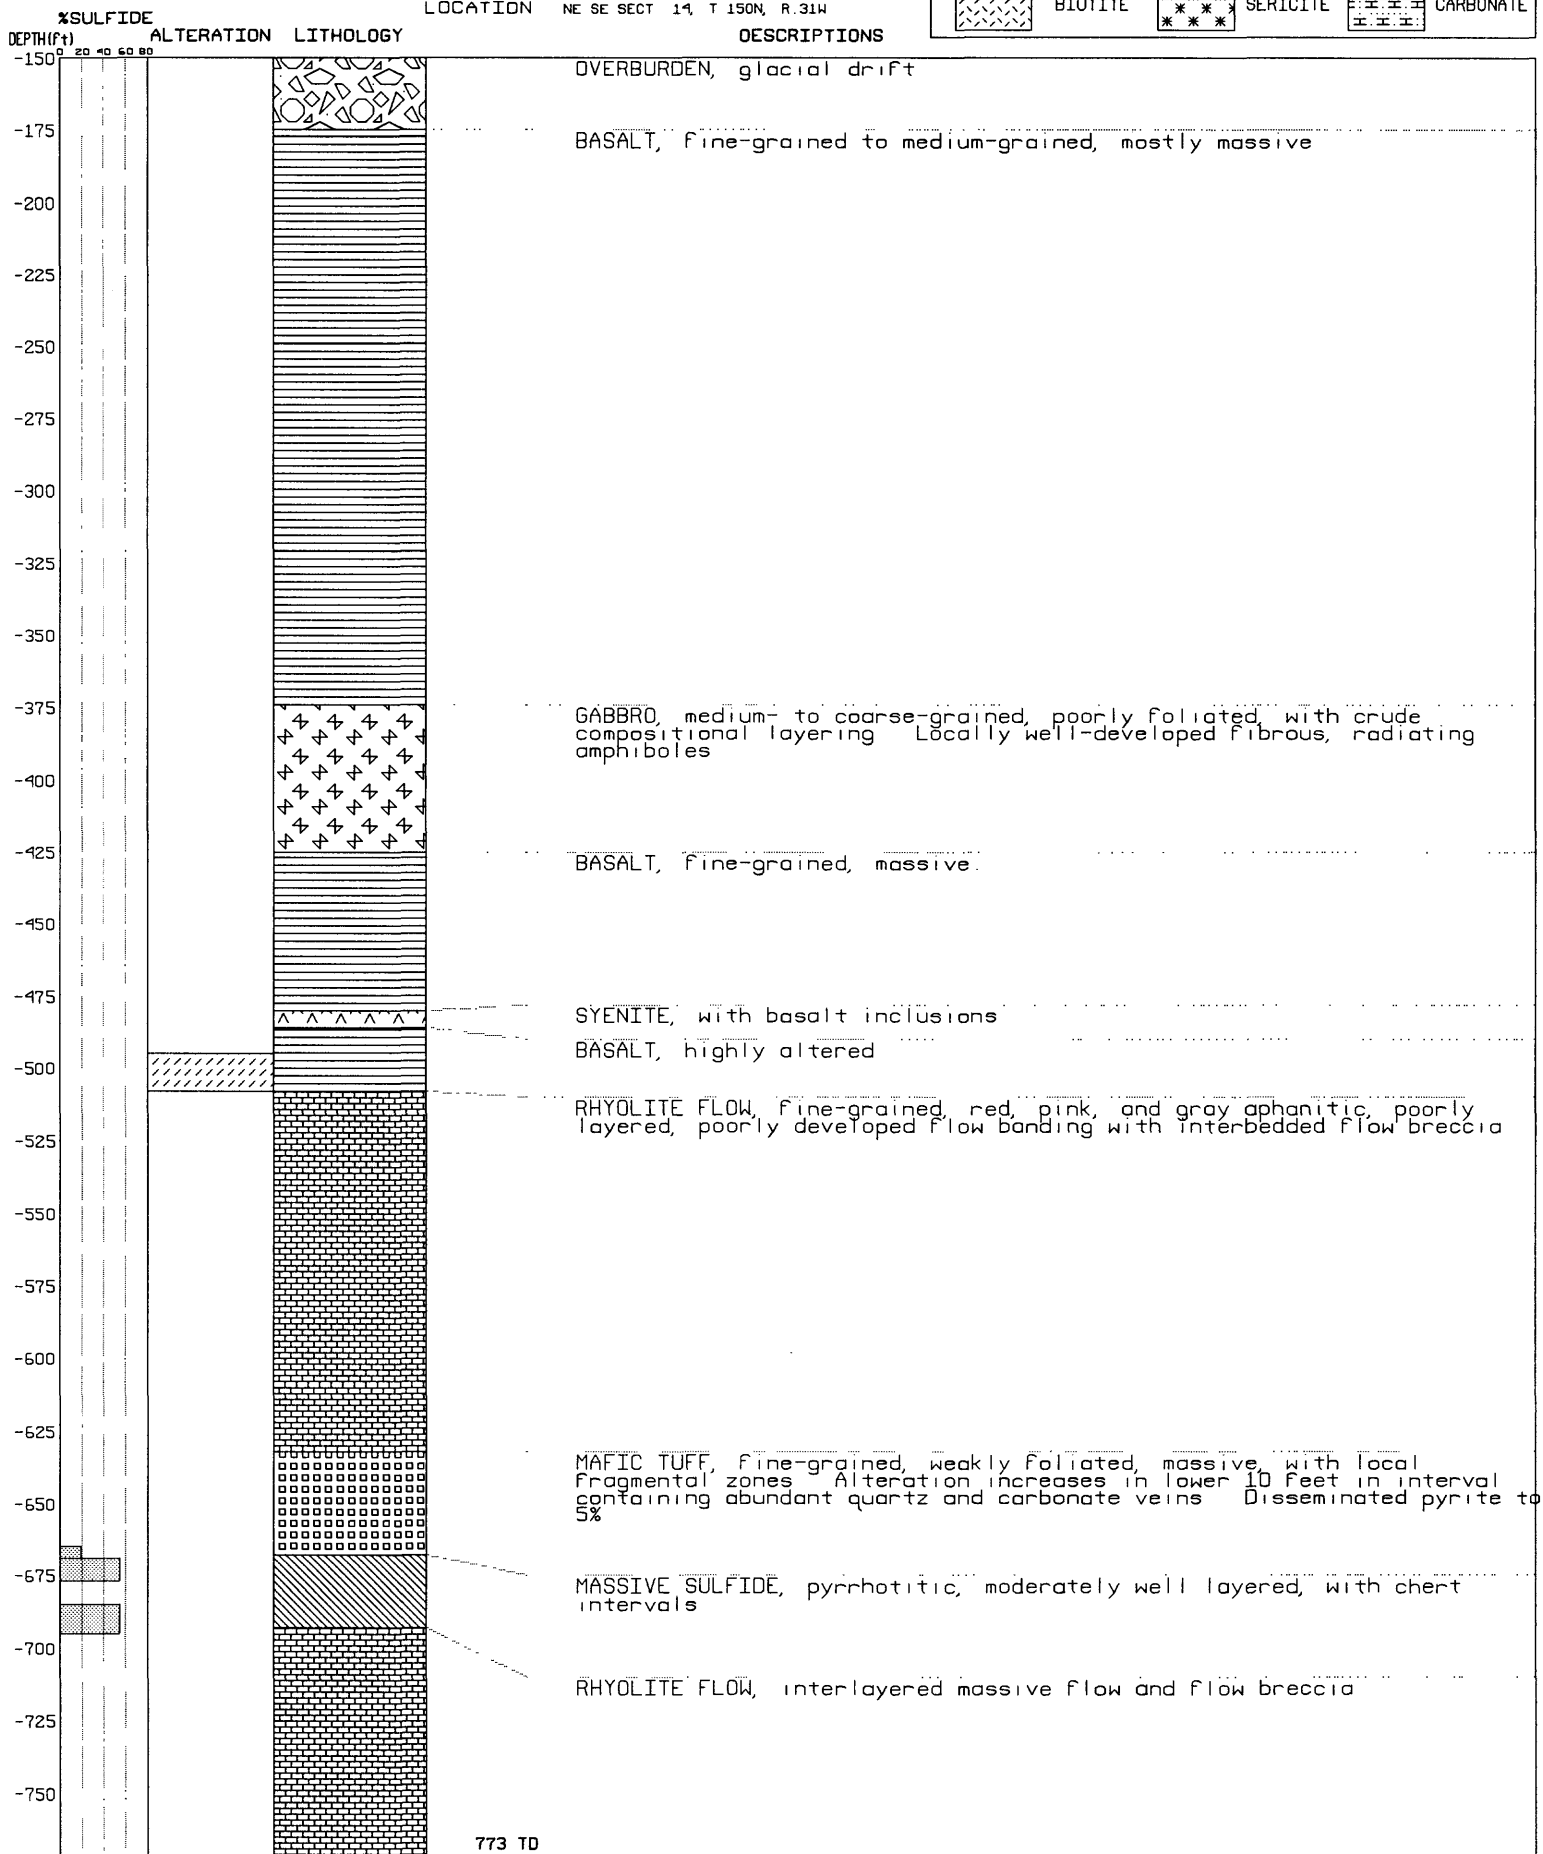 LOCATION NE SE SECT 14, T 150N, R.31W
BIOTITE SERICITE CARBONATE
%SULFIDE
DEPTH(ft) 0 20 40 60 80 ALTERATION LITHOLOGY DESCRIPTIONS
-150 OVERBURDEN, glacial drift
-175
BASALT, fine-grained to medium-grained, mostly massive
-200
-225
-250
-275
-300
-325
-350
-375
GABBRO, medium- to coarse-grained, poorly foliated, with crude
compositional layering Locally well-developed fibrous, radiating
amphiboles
-400
-425
BASALT, fine-grained, massive.
-450
-475
SYENITE, with basalt inclusions
BASALT, highly altered
-500
RHYOLITE FLOW, fine-grained, red, pink, and gray aphanitic, poorly
layered, poorly developed flow banding with interbedded flow breccia
-525
-550
-575
-600
-625
MAFIC TUFF, fine-grained, weakly foliated, massive, with local
fragmental zones Alteration increases in lower 10 feet in interval
containing abundant quartz and carbonate veins Disseminated pyrite to
5%
-650
-675
MASSIVE SULFIDE, pyrrhotitic, moderately well layered, with chert
intervals
-700
RHYOLITE FLOW, interlayered massive flow and flow breccia
-725
-750
773 TD